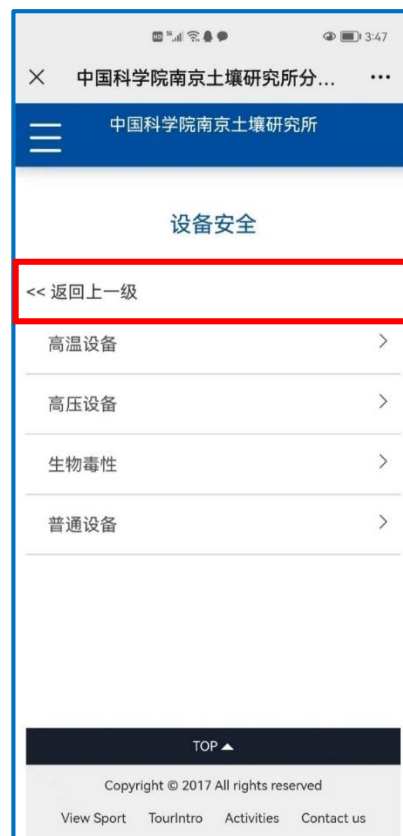 3:47
中国科学院南京土壤研究所分...
中国科学院南京土壤研究所
设备安全
<< 返回上一级
高温设备
高压设备
生物毒性
普通设备
TOP
Copyright © 2017 All rights reserved
View Sport TourIntro Activities Contact us